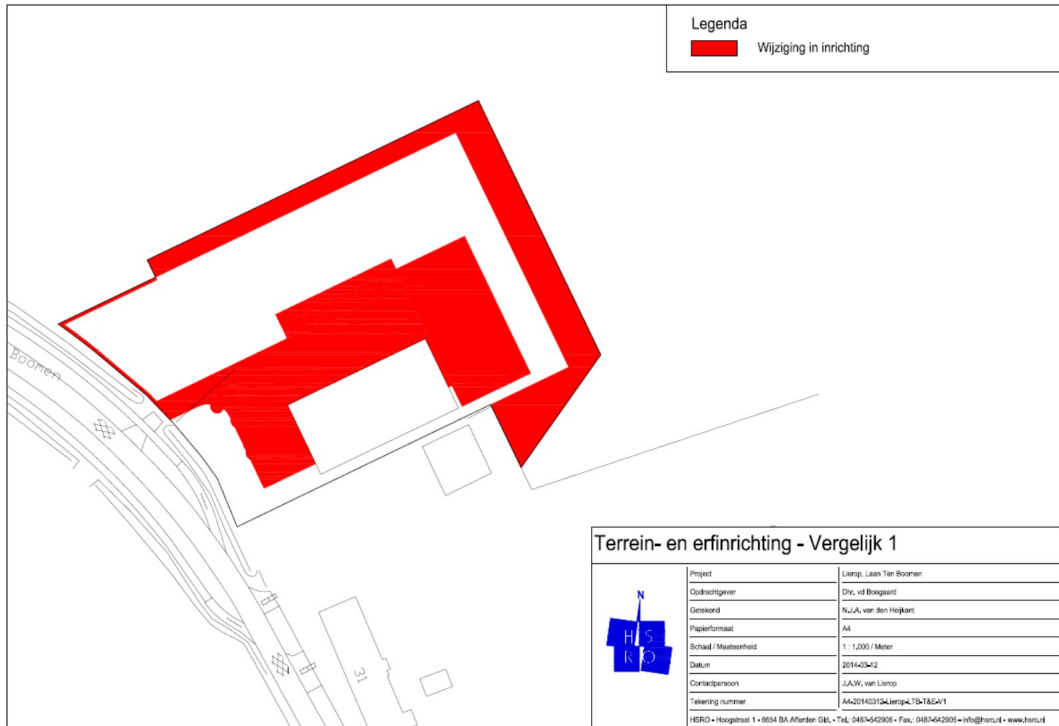 Legenda
Wijziging in inrichting
Boomen
31
Terrein- en erfinrichting - Vergelijk 1
N
H S
R O
Project Lierop, Laan Ten Boomen
Opdrachtgever Dhr. vd Boogaard
Getekend N.J.A. van den Heijkant
Papierformaat A4
Schaal / Maateenheid 1 : 1,000 / Meter
Datum 2014-03-12
Contactpersoon J.A.W. van Lierop
Tekening nummer A4-20140312-Lierop-LTB-T&E-V1
HSRO • Hoogstraat 1 • 6654 BA Afferden Gld. • Tel.: 0487-542906 • Fax.: 0487-542905 • info@hsro.nl • www.hsro.nl